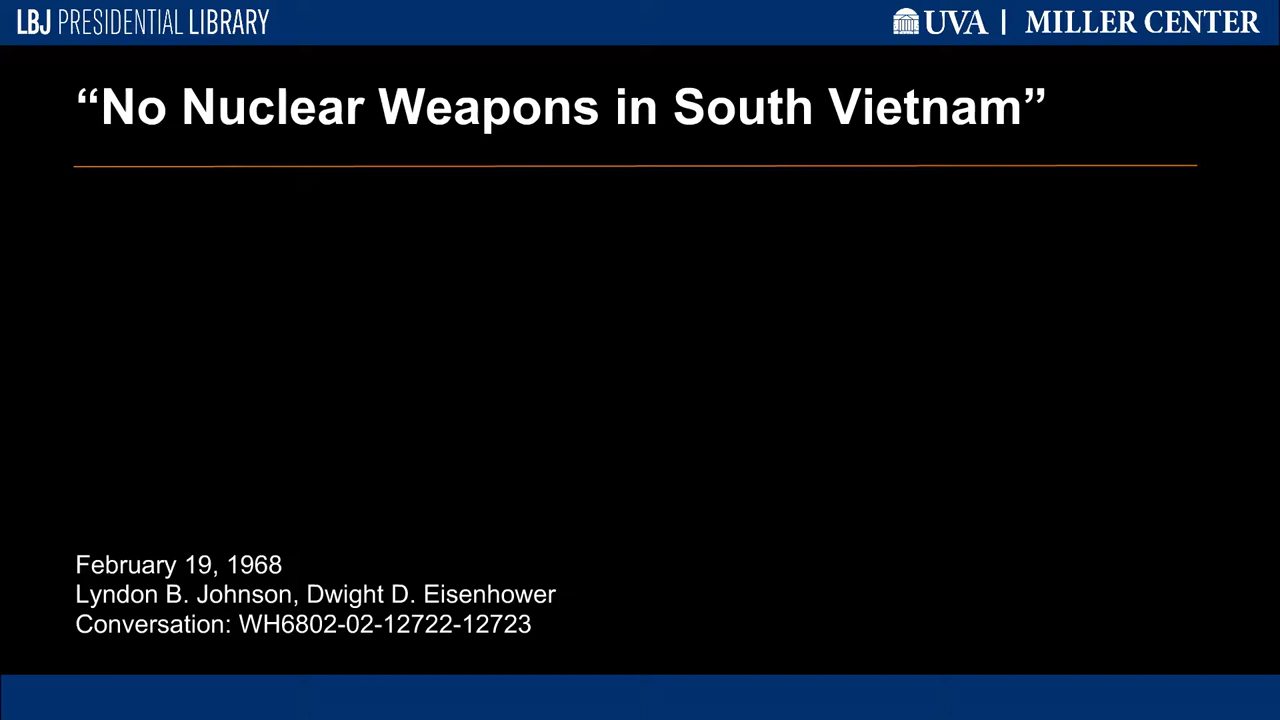 LBJ PRESIDENTIAL LIBRARY
UVA | MILLER CENTER
“No Nuclear Weapons in South Vietnam”
February 19, 1968
Lyndon B. Johnson, Dwight D. Eisenhower
Conversation: WH6802-02-12722-12723